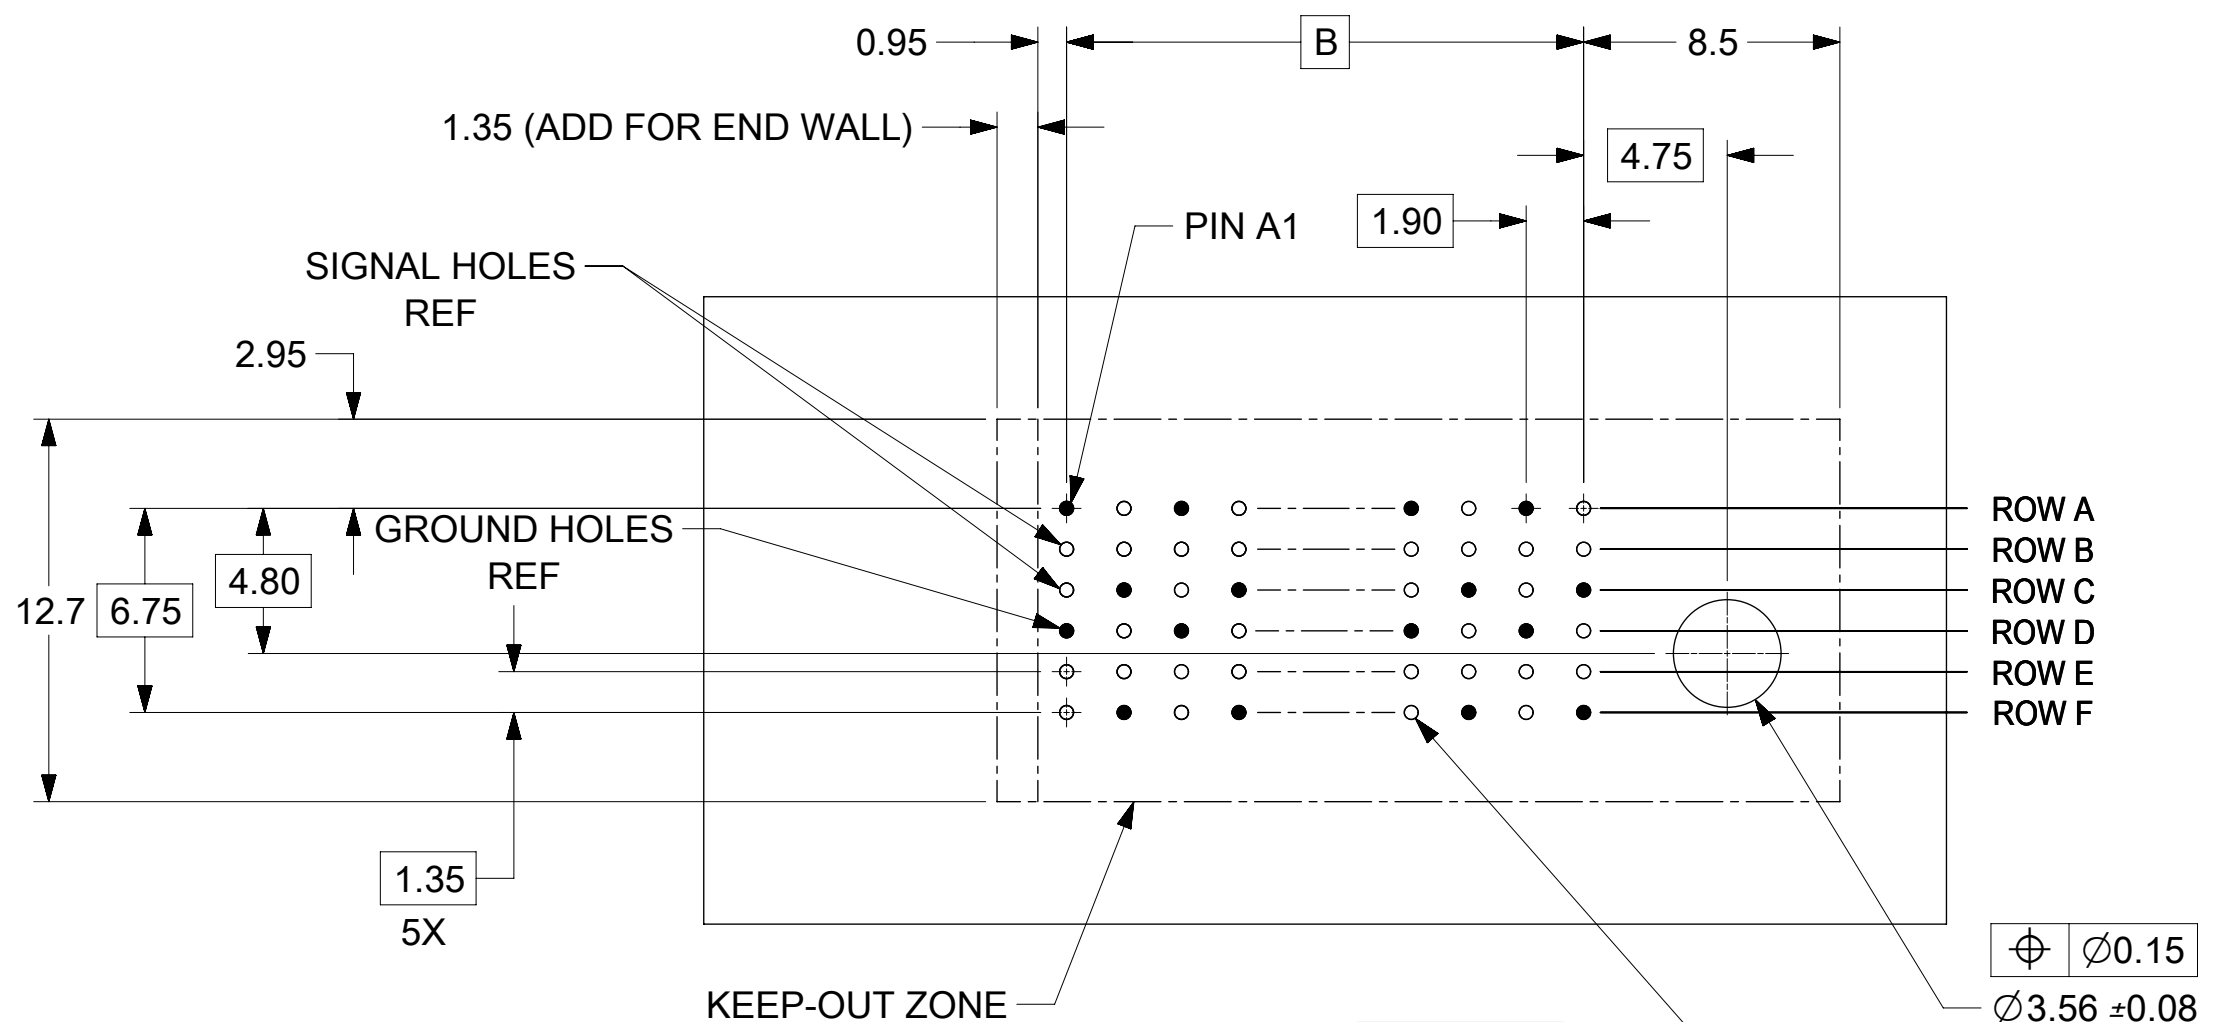 0.95
B
8.5
1.35 (ADD FOR END WALL)
4.75
1.90
PIN A1
SIGNAL HOLES
REF
2.95
GROUND HOLES
REF
4.80
6.75
12.7
ROW A
ROW B
ROW C
ROW D
ROW E
ROW F
1.35
5X
KEEP-OUT ZONE
⌖ ∅0.15
∅3.56 ±0.08